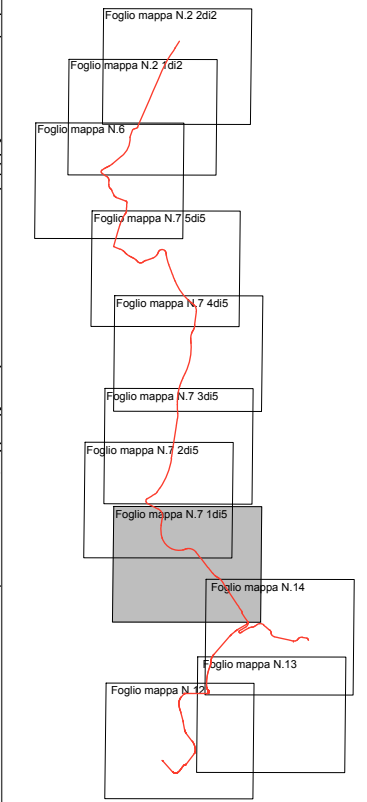 Foglio mappa N.2 2di2
Foglio mappa N.2 1di2
Foglio mappa N.6
Foglio mappa N.7 5di5
Foglio mappa N.7 4di5
Foglio mappa N.7 3di5
Foglio mappa N.7 2di5
Foglio mappa N.7 1di5
Foglio mappa N.14
Foglio mappa N.13
Foglio mappa N.12